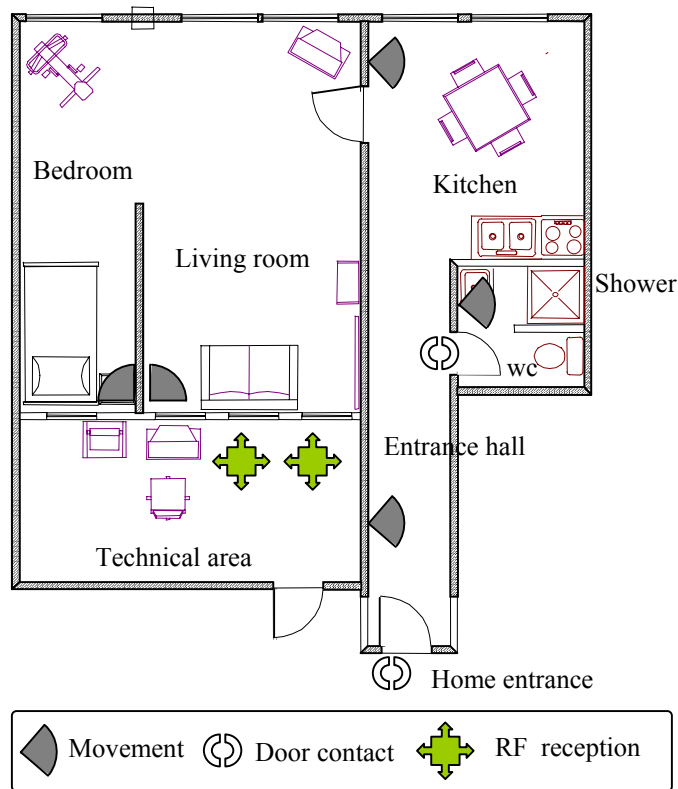 Bedroom
Kitchen
Living room
Shower
wc
Entrance hall
Technical area
Home entrance
Movement
Door contact
RF reception